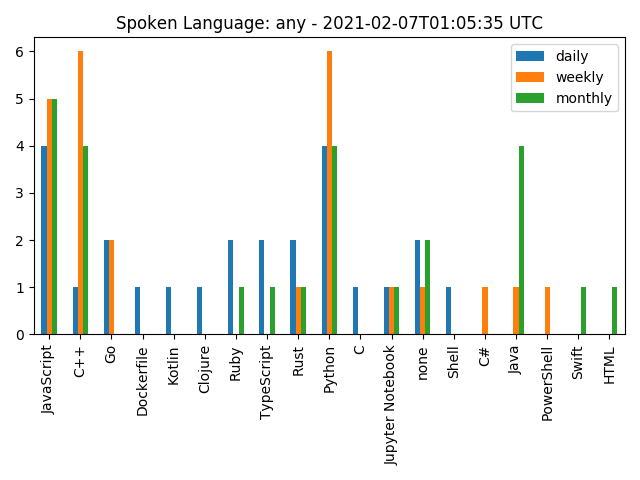 Spoken Language: any - 2021-02-07T01:05:35 UTC
daily
weekly
monthly
6
5
4
3
2
1
0
JavaScript
C++
Go
Dockerfile
Kotlin
Clojure
Ruby
TypeScript
Rust
Python
C
Jupyter Notebook
none
Shell
C#
Java
PowerShell
Swift
HTML